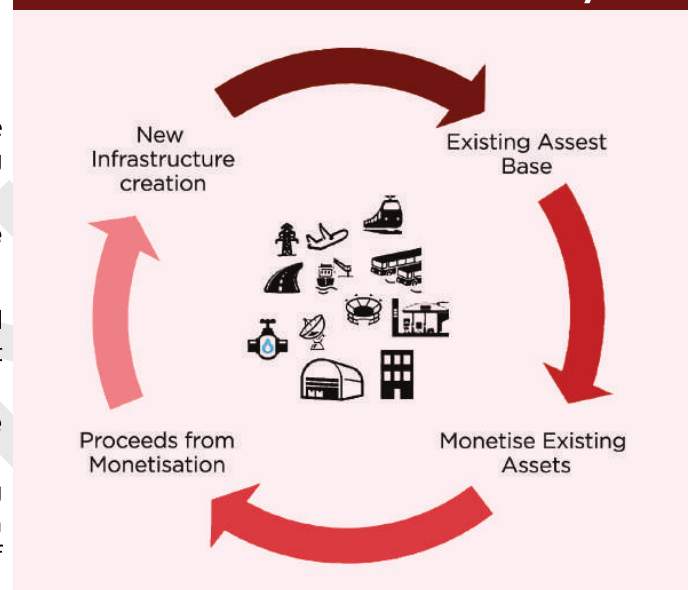 New
Infrastructure
creation
Existing Assest
Base
Proceeds from
Monetisation
Monetise Existing
Assets